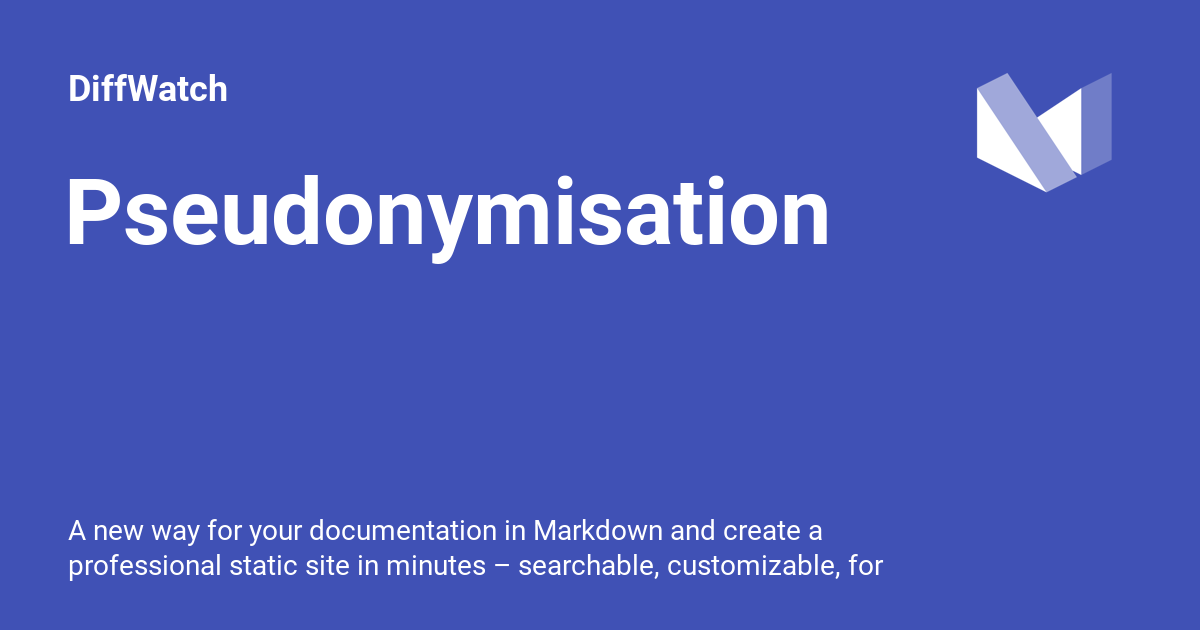 DiffWatch
Pseudonymisation
A new way for your documentation in Markdown and create a
professional static site in minutes – searchable, customizable, for